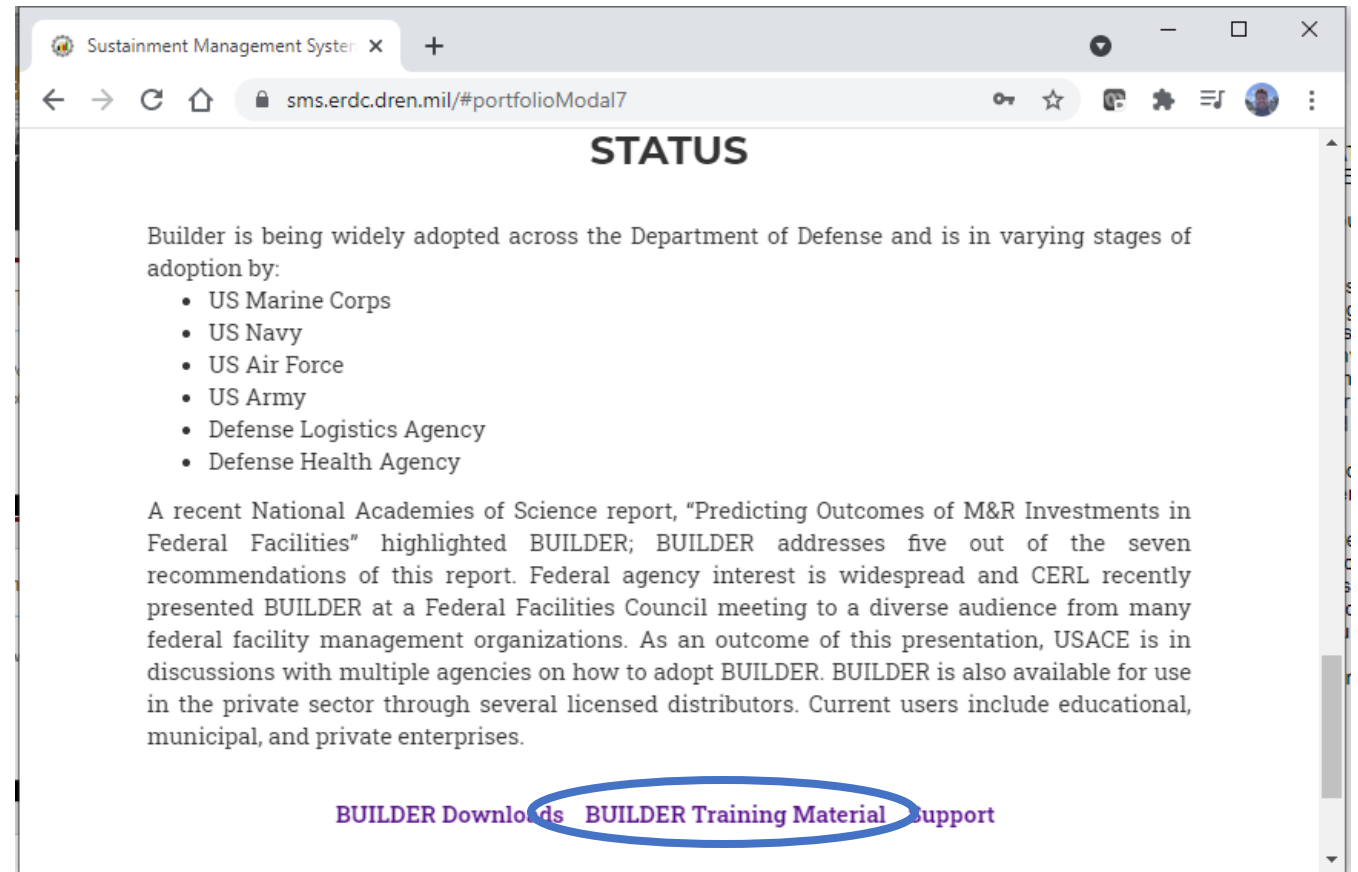 Sustainment Management System
sms.erdc.dren.mil/#portfolioModal7
STATUS
Builder is being widely adopted across the Department of Defense and is in varying stages of
adoption by:
• US Marine Corps
• US Navy
• US Air Force
• US Army
• Defense Logistics Agency
• Defense Health Agency
A recent National Academies of Science report, “Predicting Outcomes of M&R Investments in
Federal Facilities” highlighted BUILDER; BUILDER addresses five out of the seven
recommendations of this report. Federal agency interest is widespread and CERL recently
presented BUILDER at a Federal Facilities Council meeting to a diverse audience from many
federal facility management organizations. As an outcome of this presentation, USACE is in
discussions with multiple agencies on how to adopt BUILDER. BUILDER is also available for use
in the private sector through several licensed distributors. Current users include educational,
municipal, and private enterprises.
BUILDER Downloads BUILDER Training Material Support